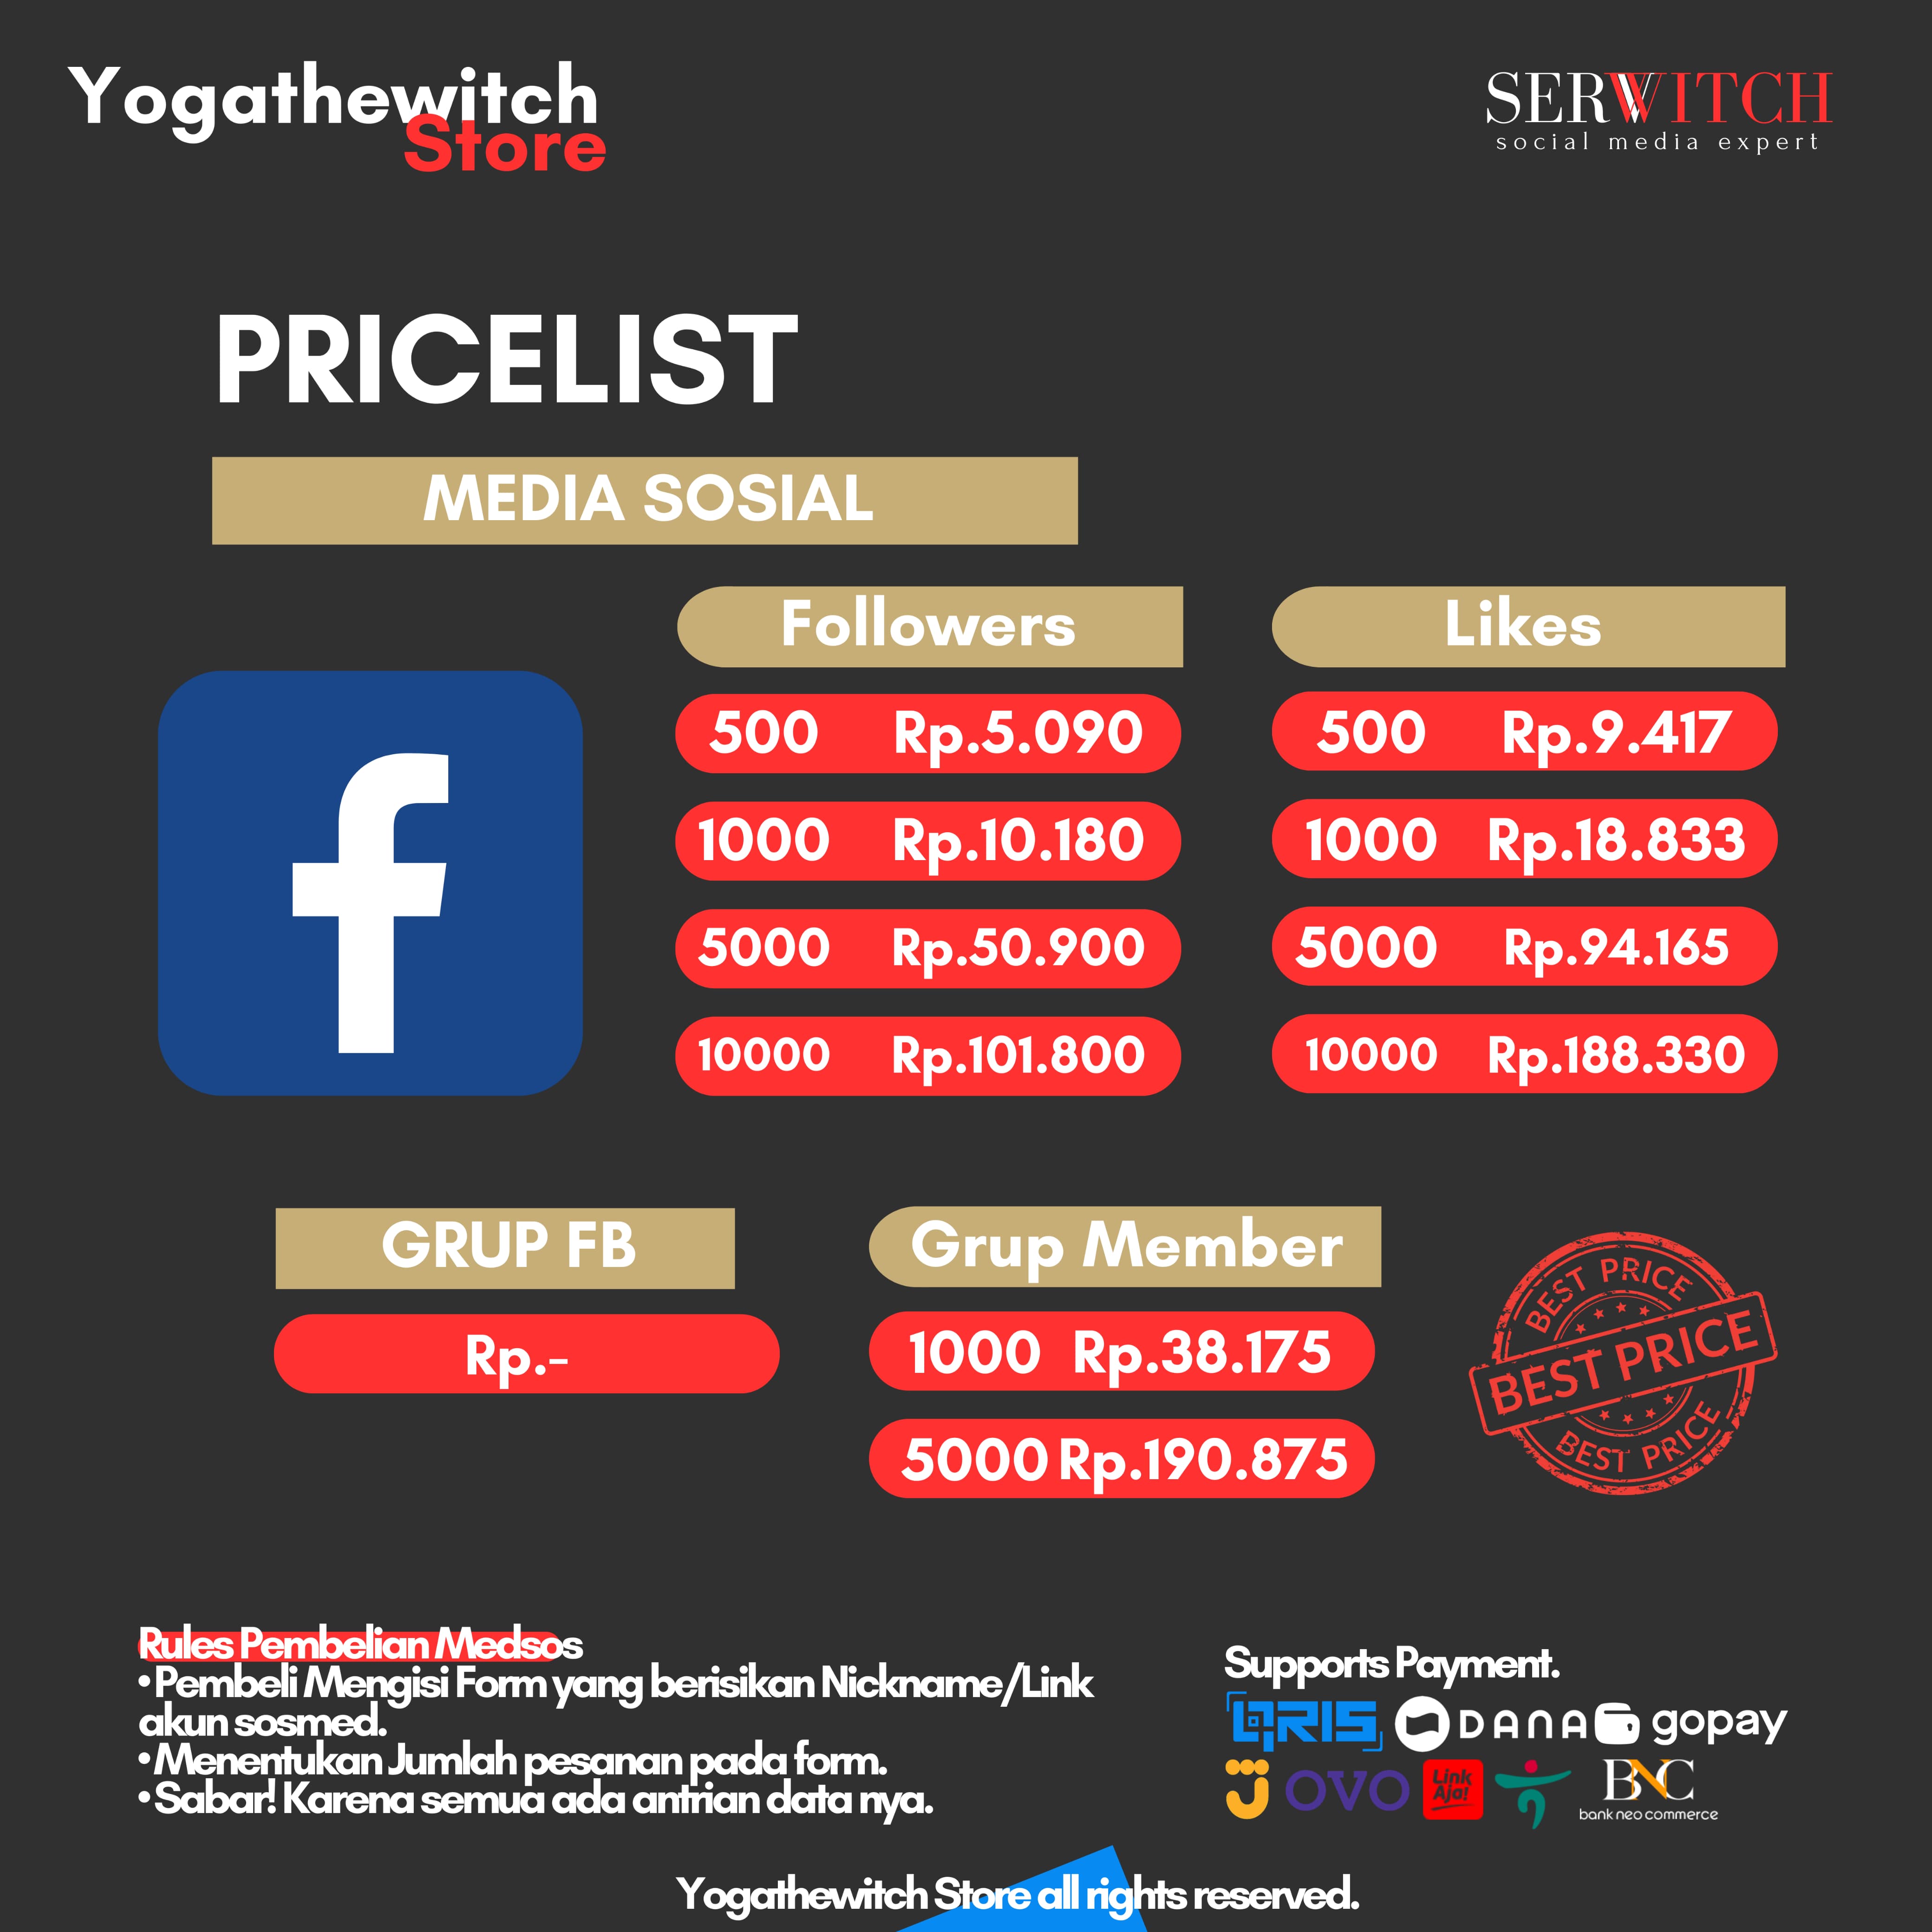 Yogathewitch
Store
SERWITCH
social media expert
PRICELIST
MEDIA SOSIAL
Followers
500 Rp.5.090
1000 Rp.10.180
5000 Rp.50.900
10000 Rp.101.800
Likes
500 Rp.9.417
1000 Rp.18.833
5000 Rp.94.165
10000 Rp.188.330
GRUP FB
Rp.-
Grup Member
1000 Rp.38.175
5000 Rp.190.875
BEST PRICE
BEST PRICE
BEST PRICE
Rules Pembelian Medsos
• Pembeli Mengisi Form yang berisikan Nickname/Link
akun sosmed.
• Menentukan Jumlah pesanan pada form.
• Sabar! Karena semua ada antrian data nya.
Supports Payment.
QRIS DANA gopay
OVO Link Aja! BNC
bank neo commerce
Yogathewitch Store all rights reserved.